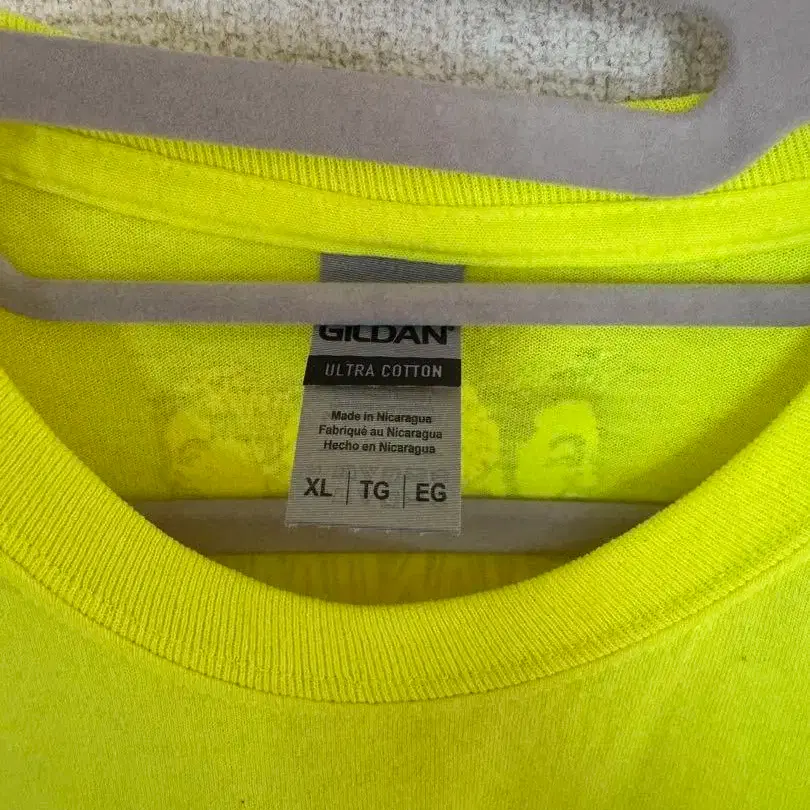 GILDAN
ULTRA COTTON
Made in Nicaragua
Fabriqué au Nicaragua
Hecho en Nicaragua
XL | TG | EG